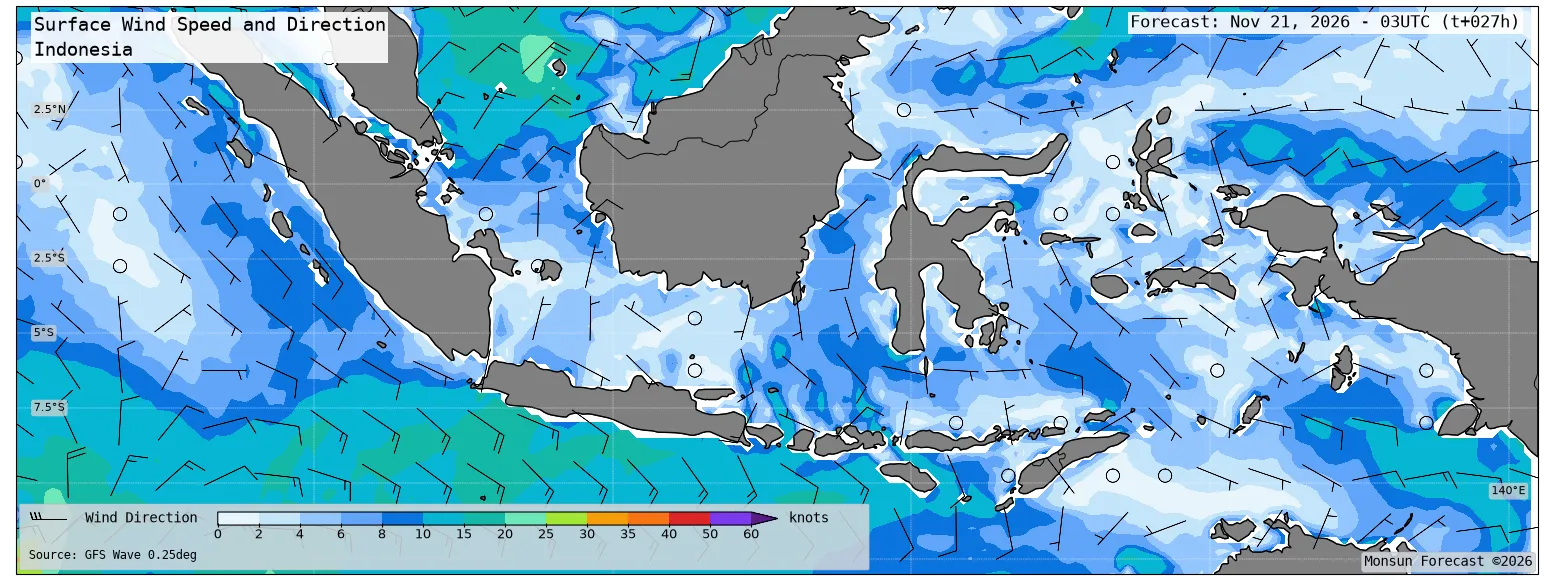 Surface Wind Speed and Direction
Indonesia
Forecast: Nov 21, 2026 - 03UTC (t+027h)
2.5°N
0°
2.5°S
5°S
7.5°S
140°E
Wind Direction
0 2 4 6 8 10 15 20 25 30 35 40 50 60
knots
Source: GFS Wave 0.25deg
Monsun Forecast ©2026